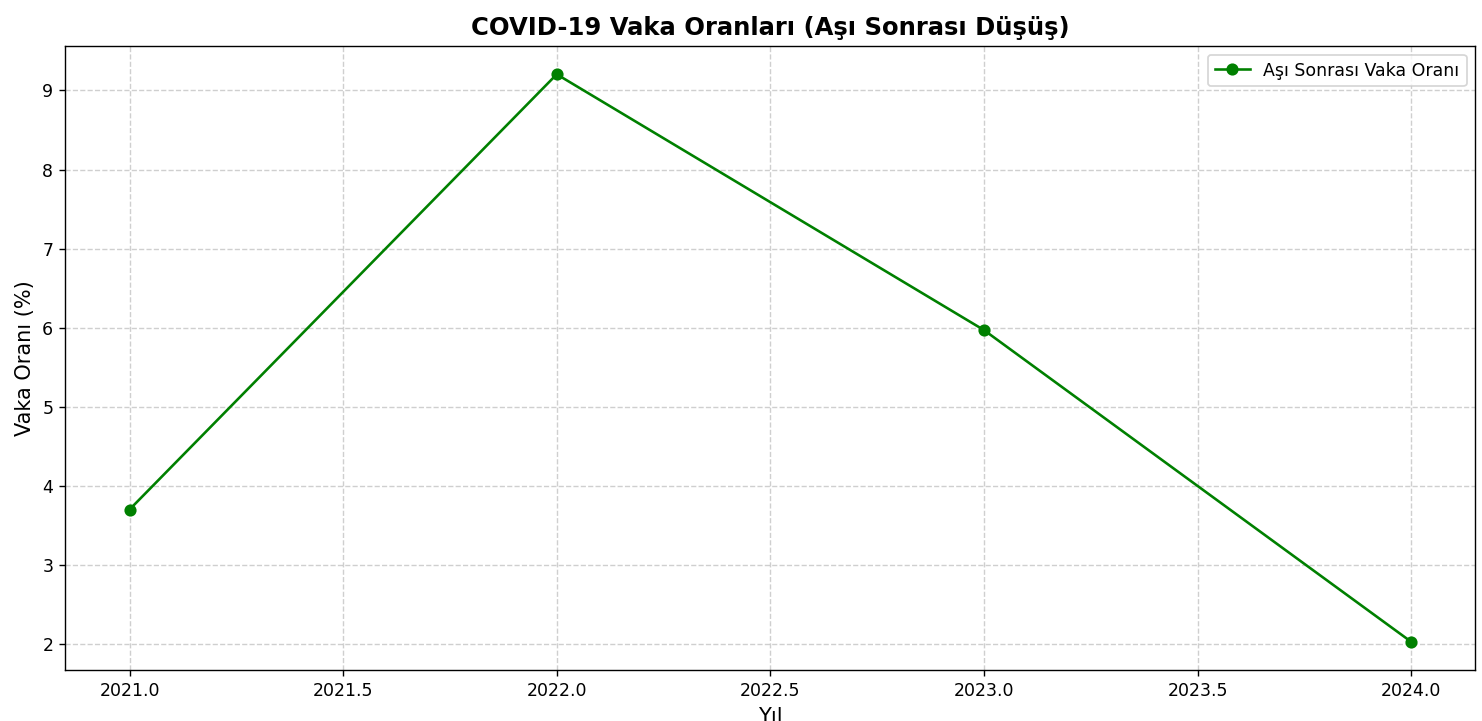 COVID-19 Vaka Oranları (Aşı Sonrası Düşüş)
Aşı Sonrası Vaka Oranı
Vaka Oranı (%)
9
8
7
6
5
4
3
2
2021.0 2021.5 2022.0 2022.5 2023.0 2023.5 2024.0
Yıl